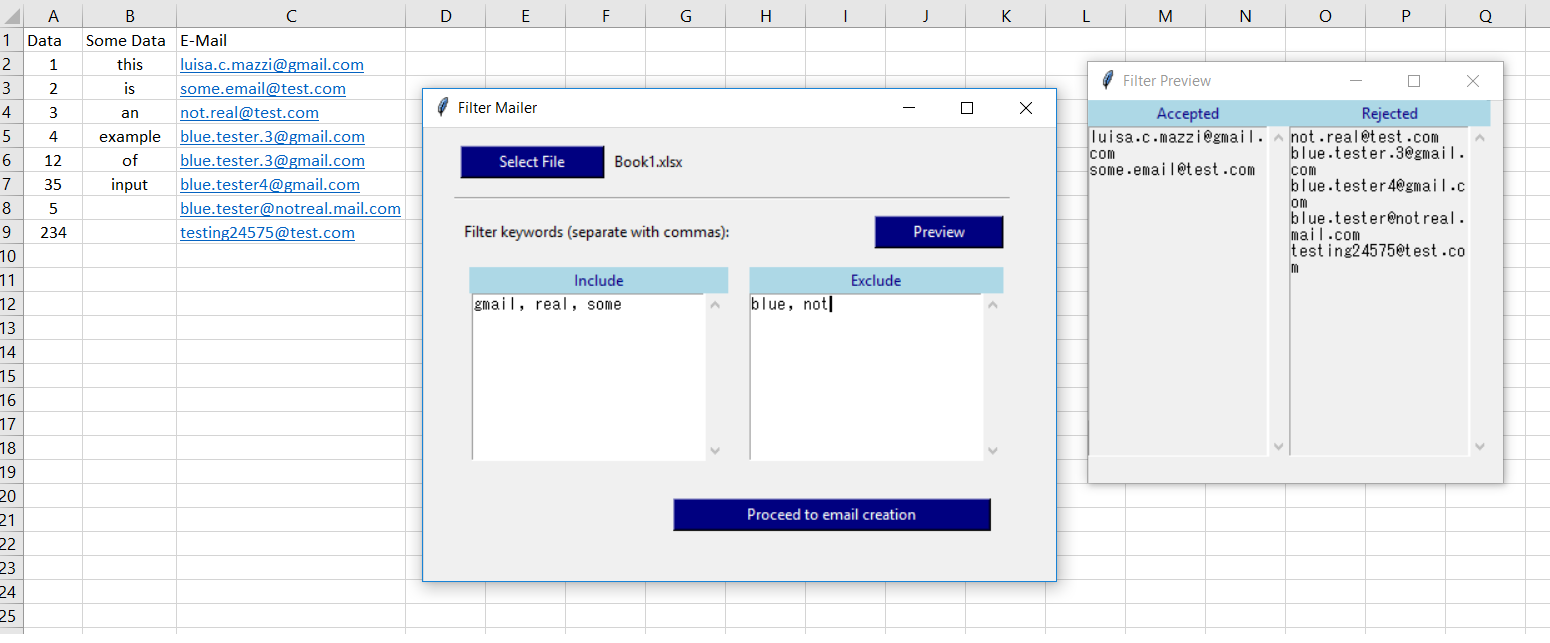 A B C D E F G H I J K L M N O P Q
1 Data Some Data E-Mail
2 1 this luisa.c.mazzi@gmail.com
3 2 is some.email@test.com
4 3 an not.real@test.com
5 4 example blue.tester.3@gmail.com
6 12 of blue.tester.3@gmail.com
7 35 input blue.tester4@gmail.com
8 5 blue.tester@notreal.mail.com
9 234 testing24575@test.com
10
11
12
13
14
15
16
17
18
19
20
21
22
23
24
25
Filter Mailer
Select File Book1.xlsx
Filter keywords (separate with commas):
Preview
Include
gmail, real, some
Exclude
blue, not
Proceed to email creation
Filter Preview
Accepted
luisa.c.mazzi@gmail.
com
some.email@test.com
Rejected
not.real@test.com
blue.tester.3@gmail.
com
blue.tester4@gmail.c
om
blue.tester@notreal.
mail.com
testing24575@test.co
m